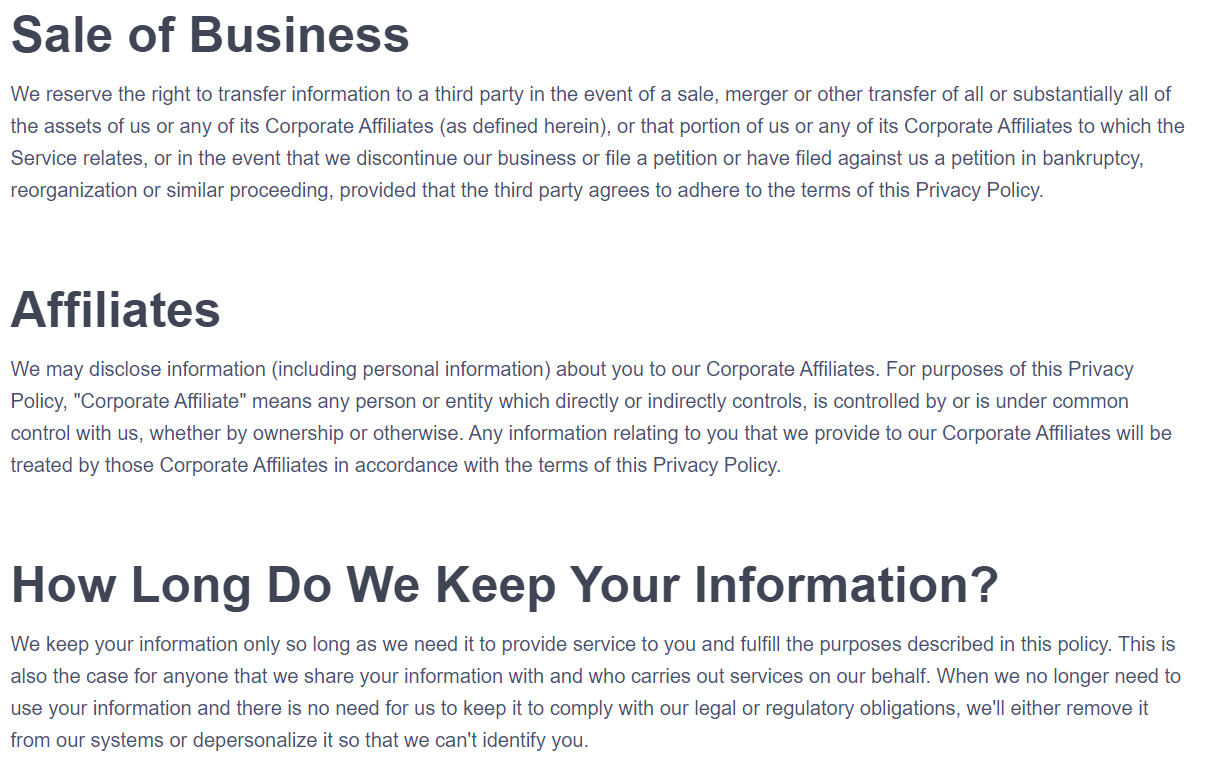 Sale of Business
We reserve the right to transfer information to a third party in the event of a sale, merger or other transfer of all or substantially all of
the assets of us or any of its Corporate Affiliates (as defined herein), or that portion of us or any of its Corporate Affiliates to which the
Service relates, or in the event that we discontinue our business or file a petition or have filed against us a petition in bankruptcy,
reorganization or similar proceeding, provided that the third party agrees to adhere to the terms of this Privacy Policy.
Affiliates
We may disclose information (including personal information) about you to our Corporate Affiliates. For purposes of this Privacy
Policy, "Corporate Affiliate" means any person or entity which directly or indirectly controls, is controlled by or is under common
control with us, whether by ownership or otherwise. Any information relating to you that we provide to our Corporate Affiliates will be
treated by those Corporate Affiliates in accordance with the terms of this Privacy Policy.
How Long Do We Keep Your Information?
We keep your information only so long as we need it to provide service to you and fulfill the purposes described in this policy. This is
also the case for anyone that we share your information with and who carries out services on our behalf. When we no longer need to
use your information and there is no need for us to keep it to comply with our legal or regulatory obligations, we'll either remove it
from our systems or depersonalize it so that we can't identify you.